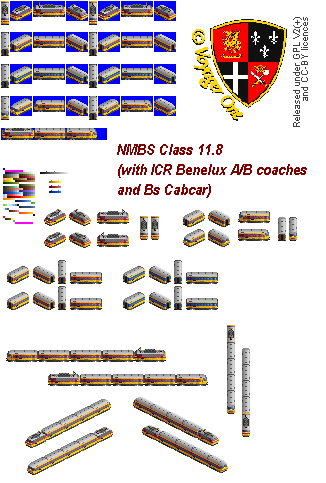 © Voyager One
Released under GPL v2(+)
and CC-BY licences
NMBS Class 11.8
(with ICR Benelux A/B coaches
and Bs Cabcar)